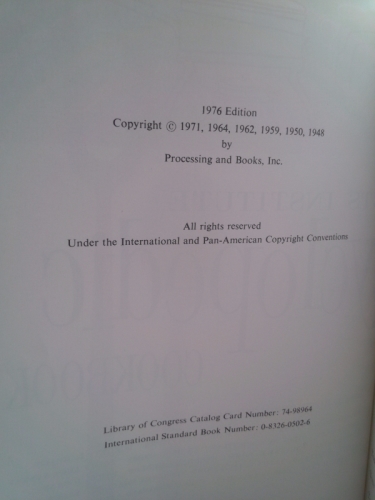 1976 Edition
Copyright © 1971, 1964, 1962, 1959, 1950, 1948
by
Processing and Books, Inc.
All rights reserved
Under the International and Pan-American Copyright Conventions
Library of Congress Catalog Card Number: 74-98964
International Standard Book Number: 0-8326-0502-8